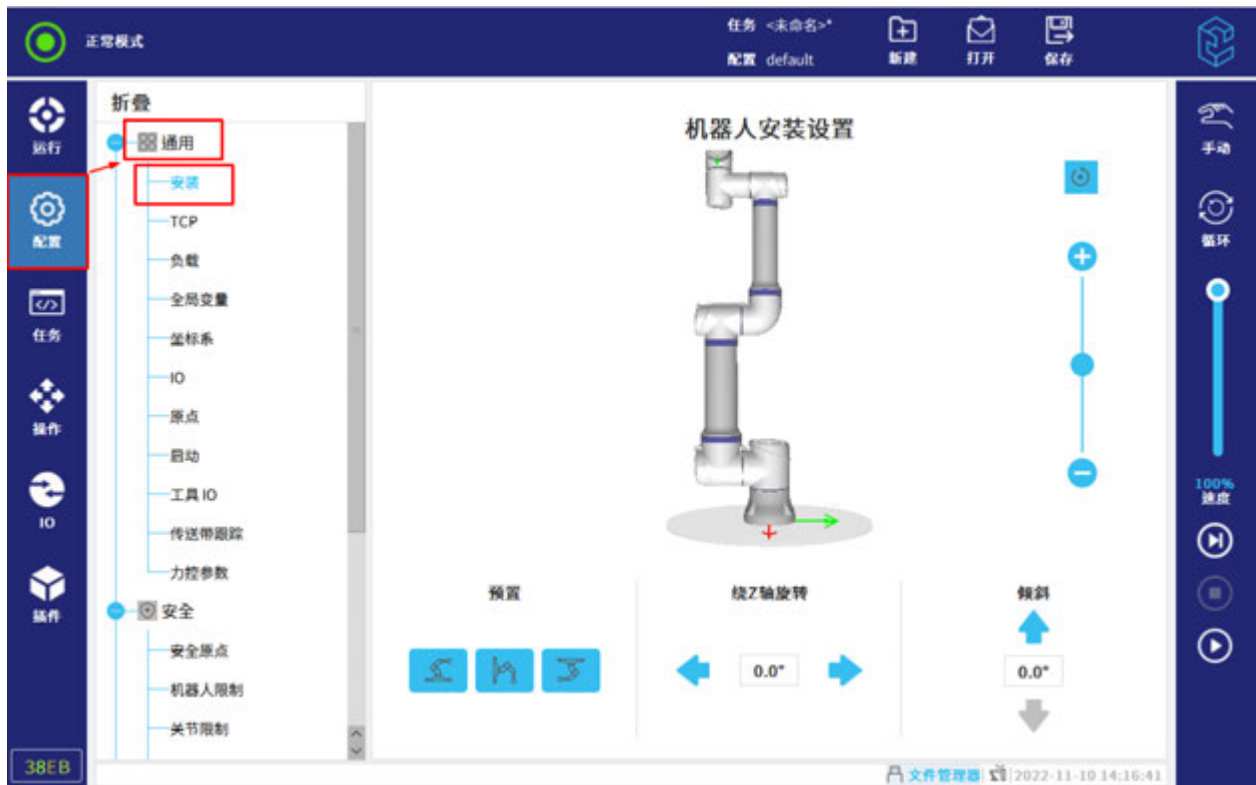 正常模式
任务 <未命名>*
配置 default
新建
打开
保存
运行
配置
任务
操作
IO
插件
38EB
折叠
通用
安装
TCP
负载
全局变量
坐标系
IO
原点
启动
工具 IO
传送带跟踪
力控参数
安全
安全原点
机器人限制
关节限制
机器人安装设置
预置
绕Z轴旋转
0.0°
倾斜
0.0°
手动
循环
100%
速度
文件管理器
2022-11-10 14:16:41